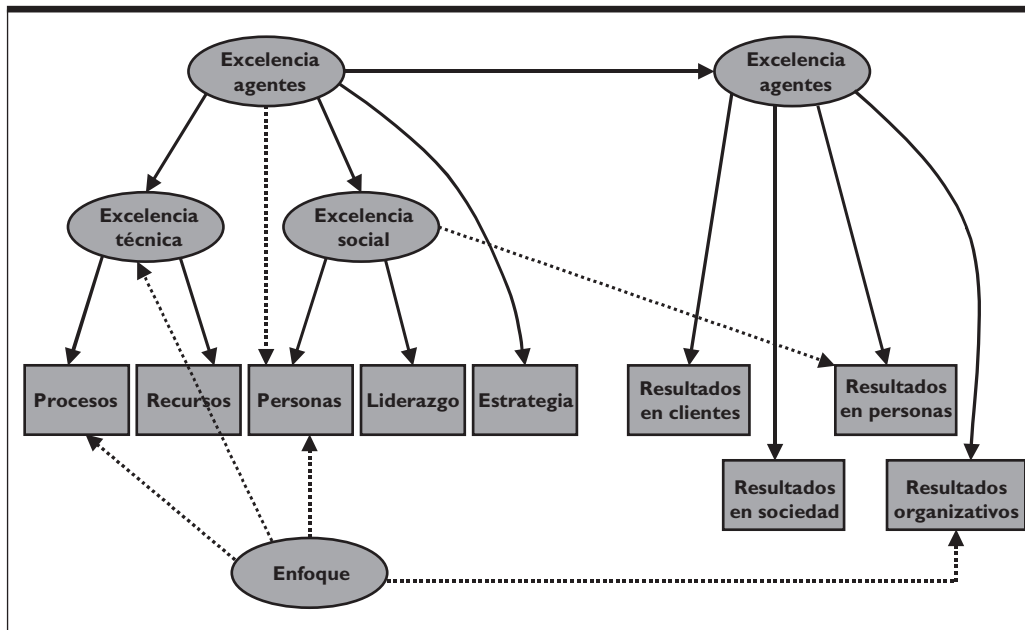 Excelencia
agentes
Excelencia
agentes
Excelencia
técnica
Excelencia
social
Procesos
Recursos
Personas
Liderazgo
Estrategia
Resultados
en clientes
Resultados
en personas
Resultados
en sociedad
Resultados
organizativos
Enfoque